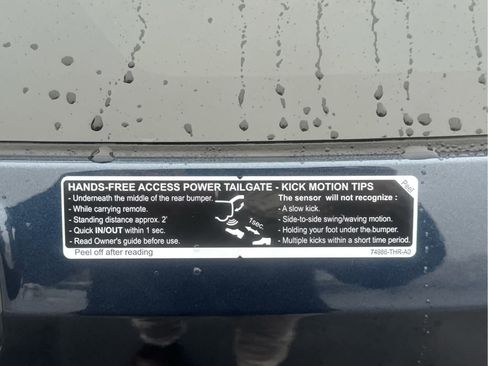 HANDS-FREE ACCESS POWER TAILGATE - KICK MOTION TIPS
Peel
- Underneath the middle of the rear bumper.
- While carrying remote.
- Standing distance approx. 2'
- Quick IN/OUT within 1 sec.
- Read Owner's guide before use.
1sec.
The sensor will not recognize :
- A slow kick.
- Side-to-side swing/waving motion.
- Holding your foot under the bumper.
- Multiple kicks within a short time period.
Peel off after reading
74986-THR-A0